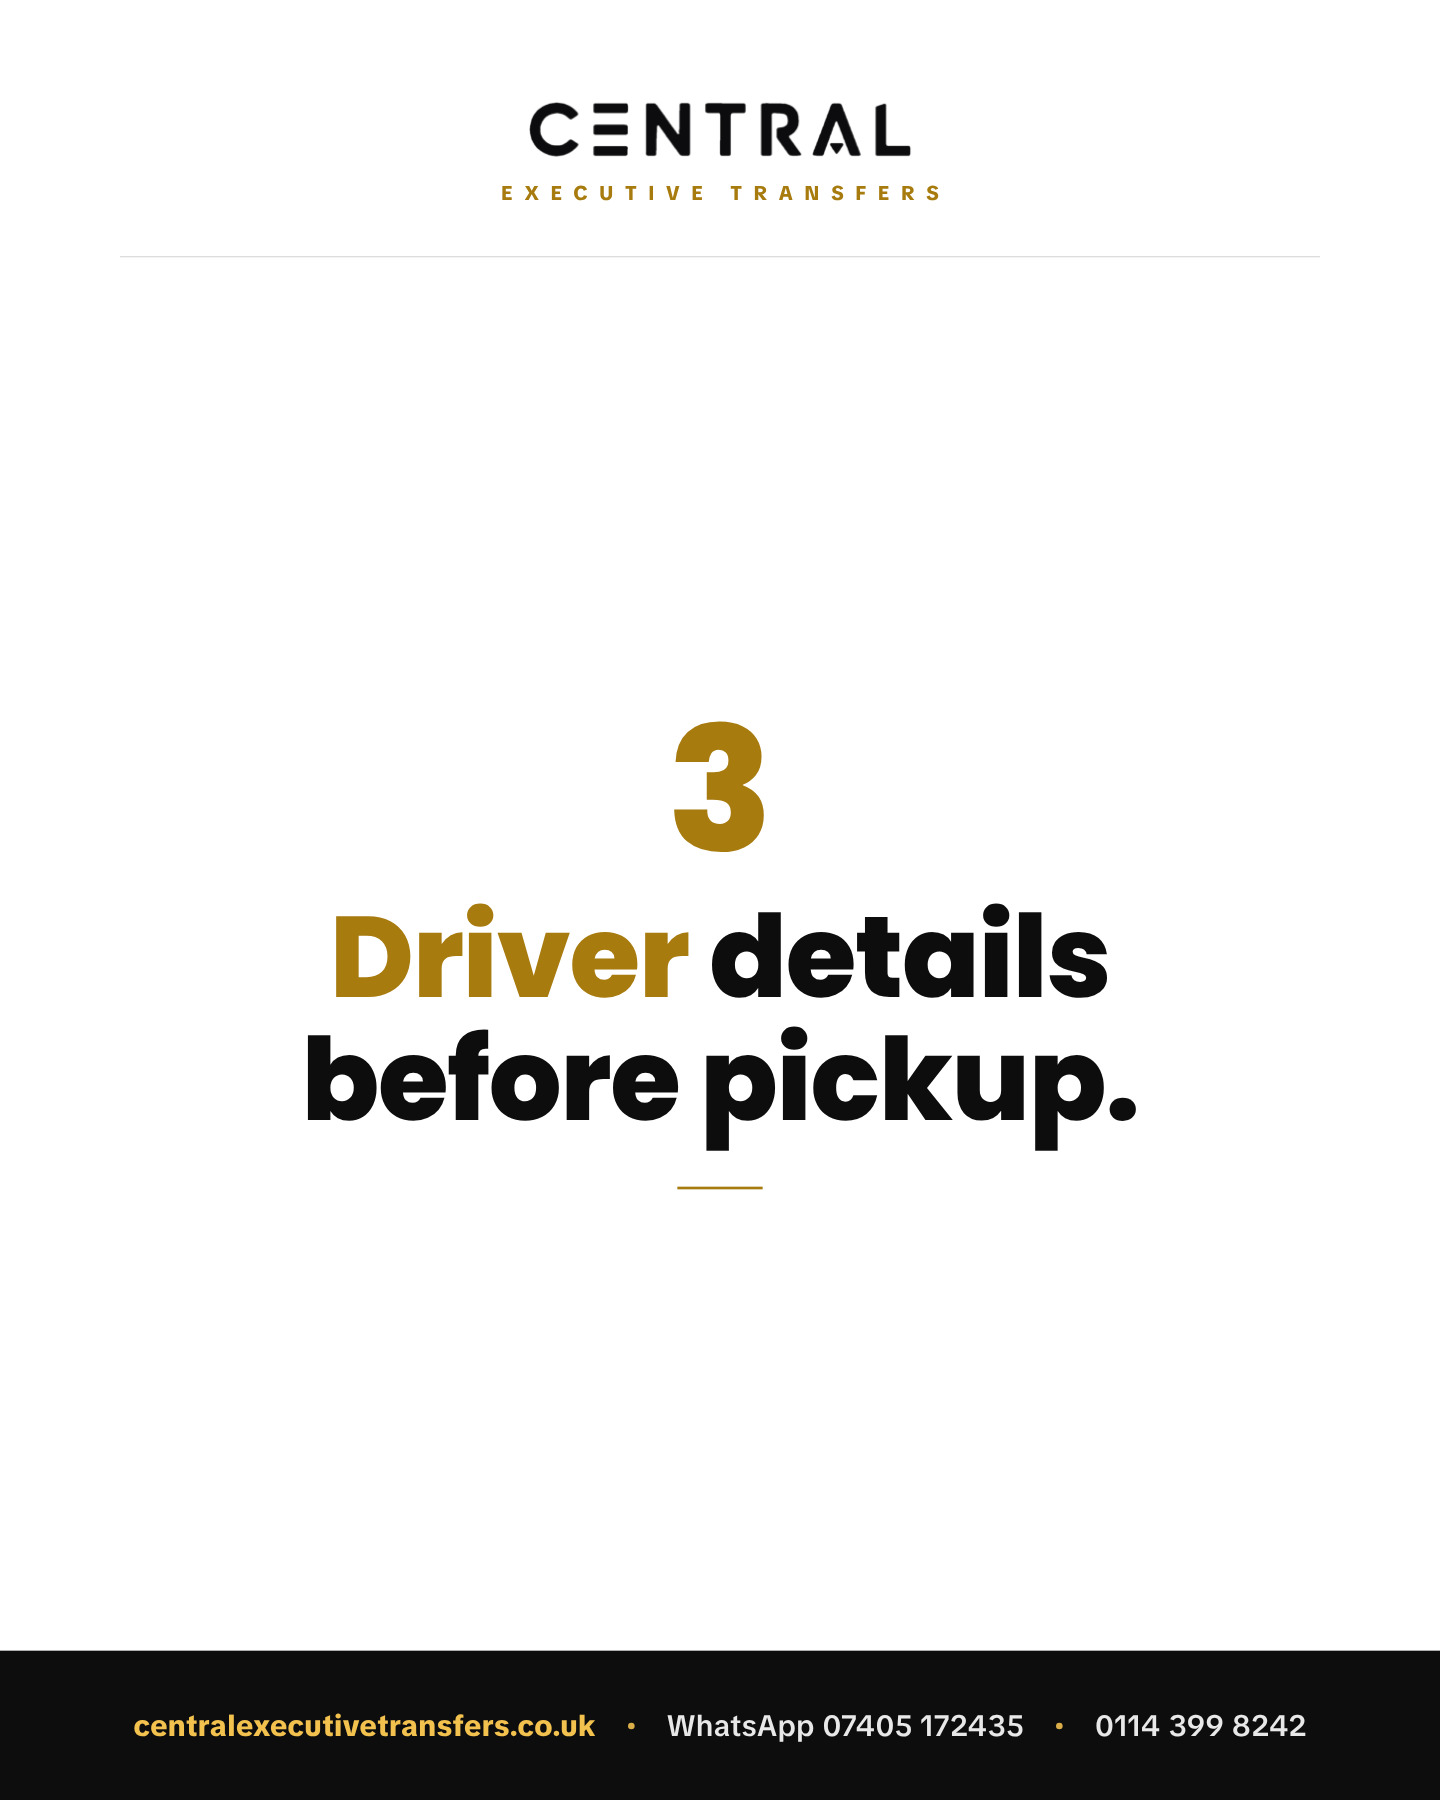 CENTRAL
EXECUTIVE TRANSFERS
3
Driver details
before pickup.
centralexecutivetransfers.co.uk • WhatsApp 07405 172435 • 0114 399 8242